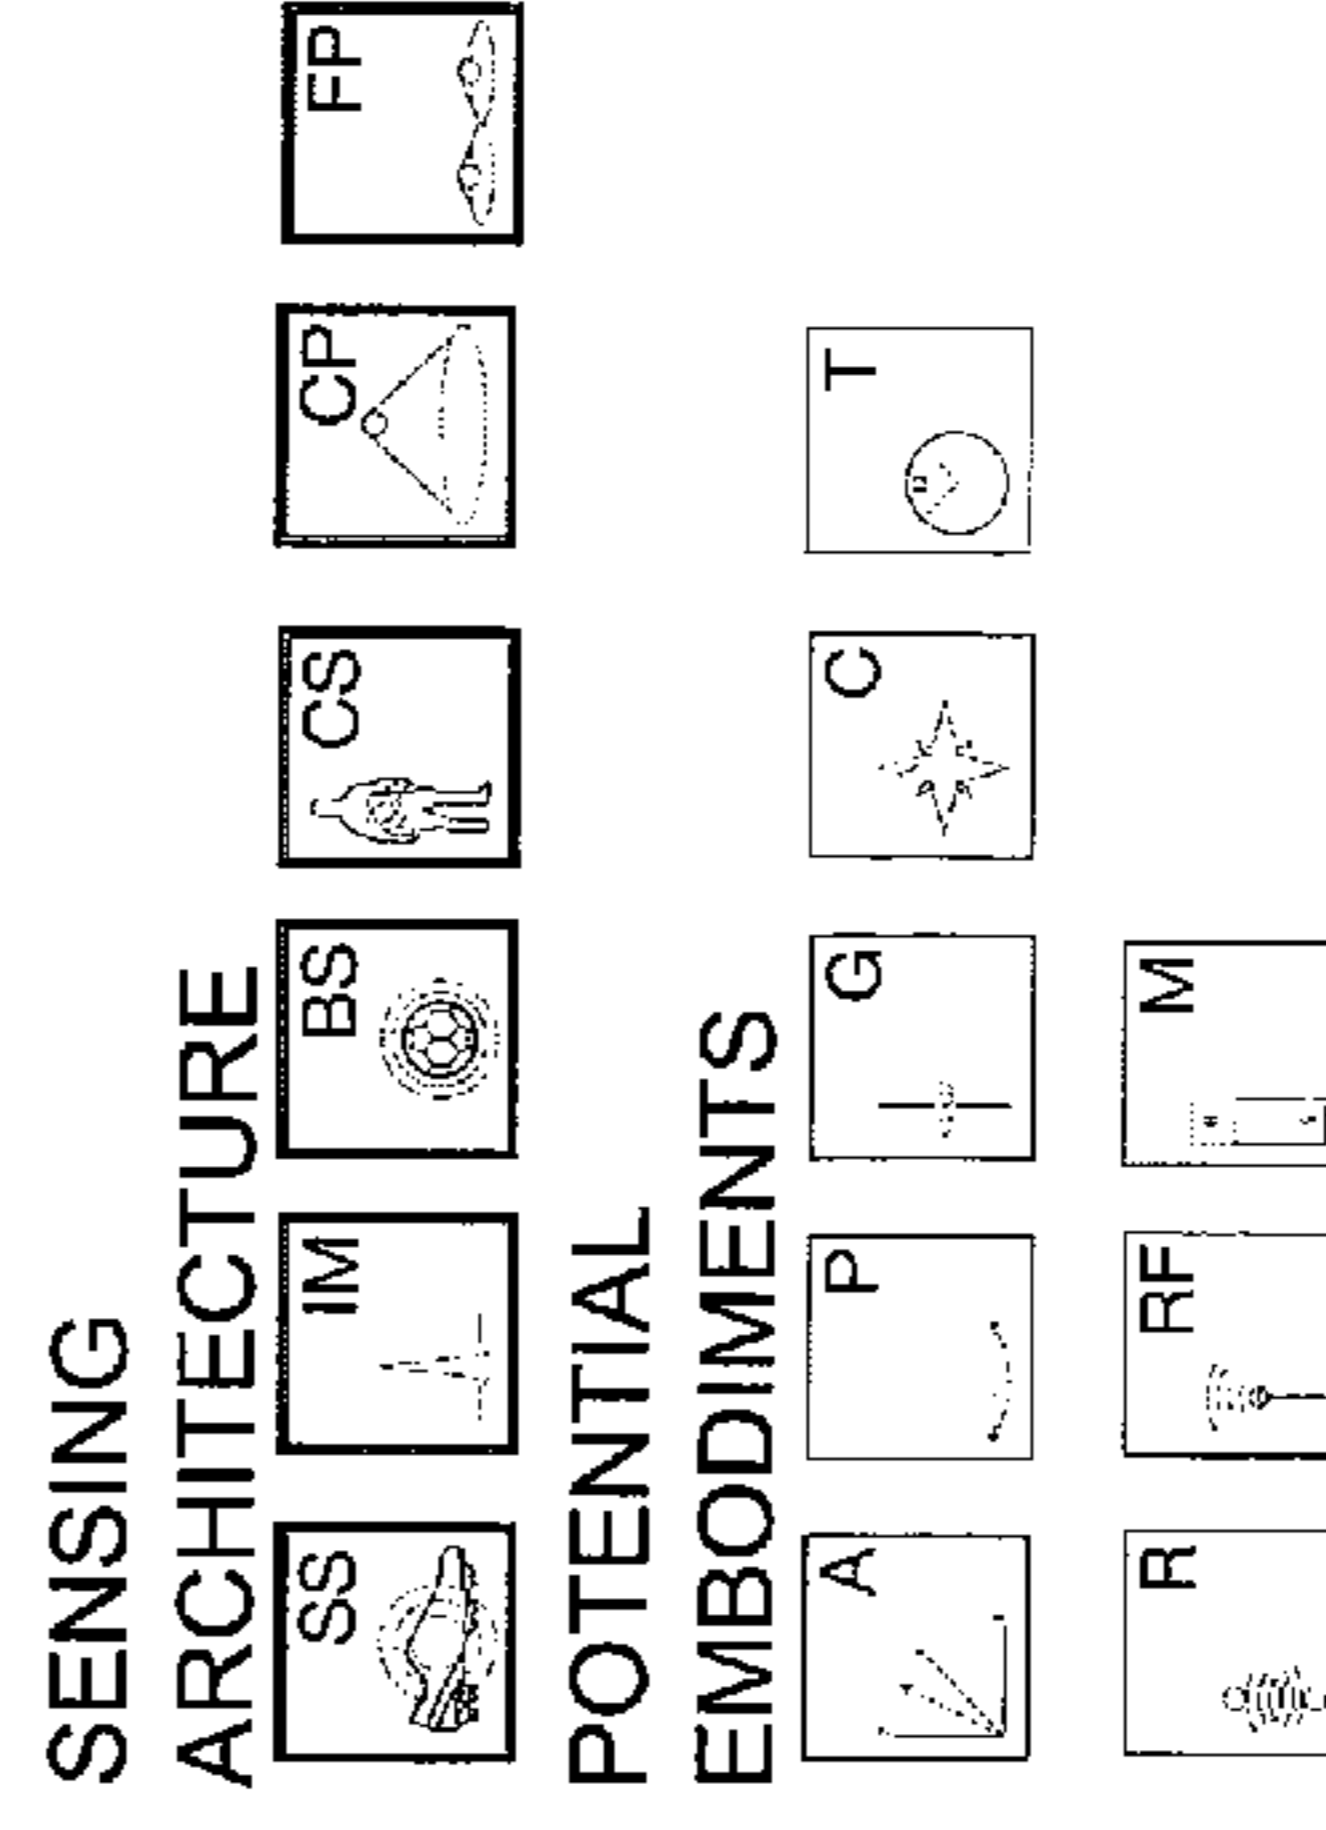 SENSING
ARCHITECTURE
SS IM BS CS CP FP
POTENTIAL
EMBODIMENTS
A P G C T
R RF M